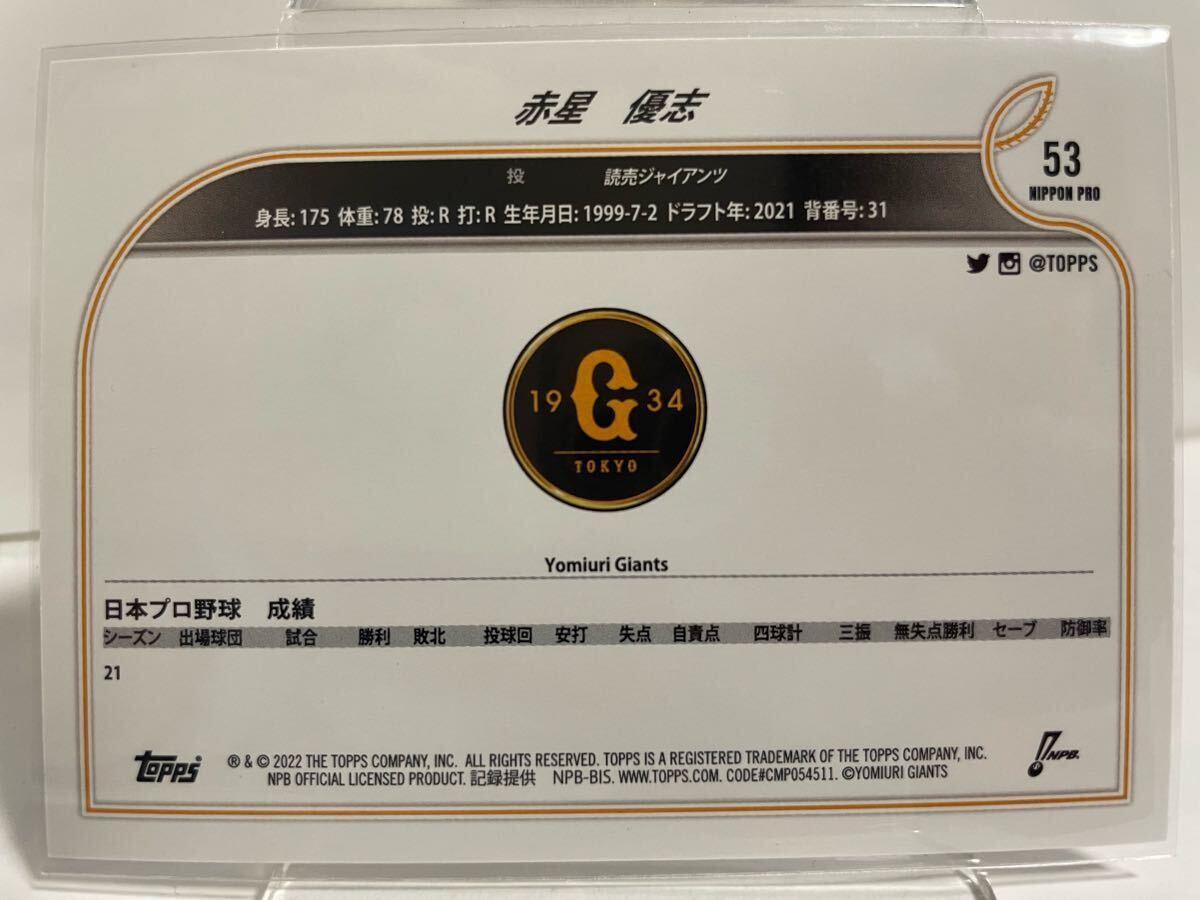 赤星 優志
53
NIPPON PRO
投 読売ジャイアンツ
身長: 175 体重: 78 投: R 打: R 生年月日: 1999-7-2 ドラフト年: 2021 背番号: 31
@TOPPS
19 G 34
TOKYO
Yomiuri Giants
日本プロ野球 成績
シーズン 出場球団 試合 勝利 敗北 投球回 安打 失点 自責点 四球計 三振 無失点勝利 セーブ 防御率
21
topps
® & © 2022 THE TOPPS COMPANY, INC. ALL RIGHTS RESERVED. TOPPS IS A REGISTERED TRADEMARK OF THE TOPPS COMPANY, INC.
NPB OFFICIAL LICENSED PRODUCT. 記録提供 NPB-BIS. WWW.TOPPS.COM. CODE#CMP054511. ©YOMIURI GIANTS
NPB.